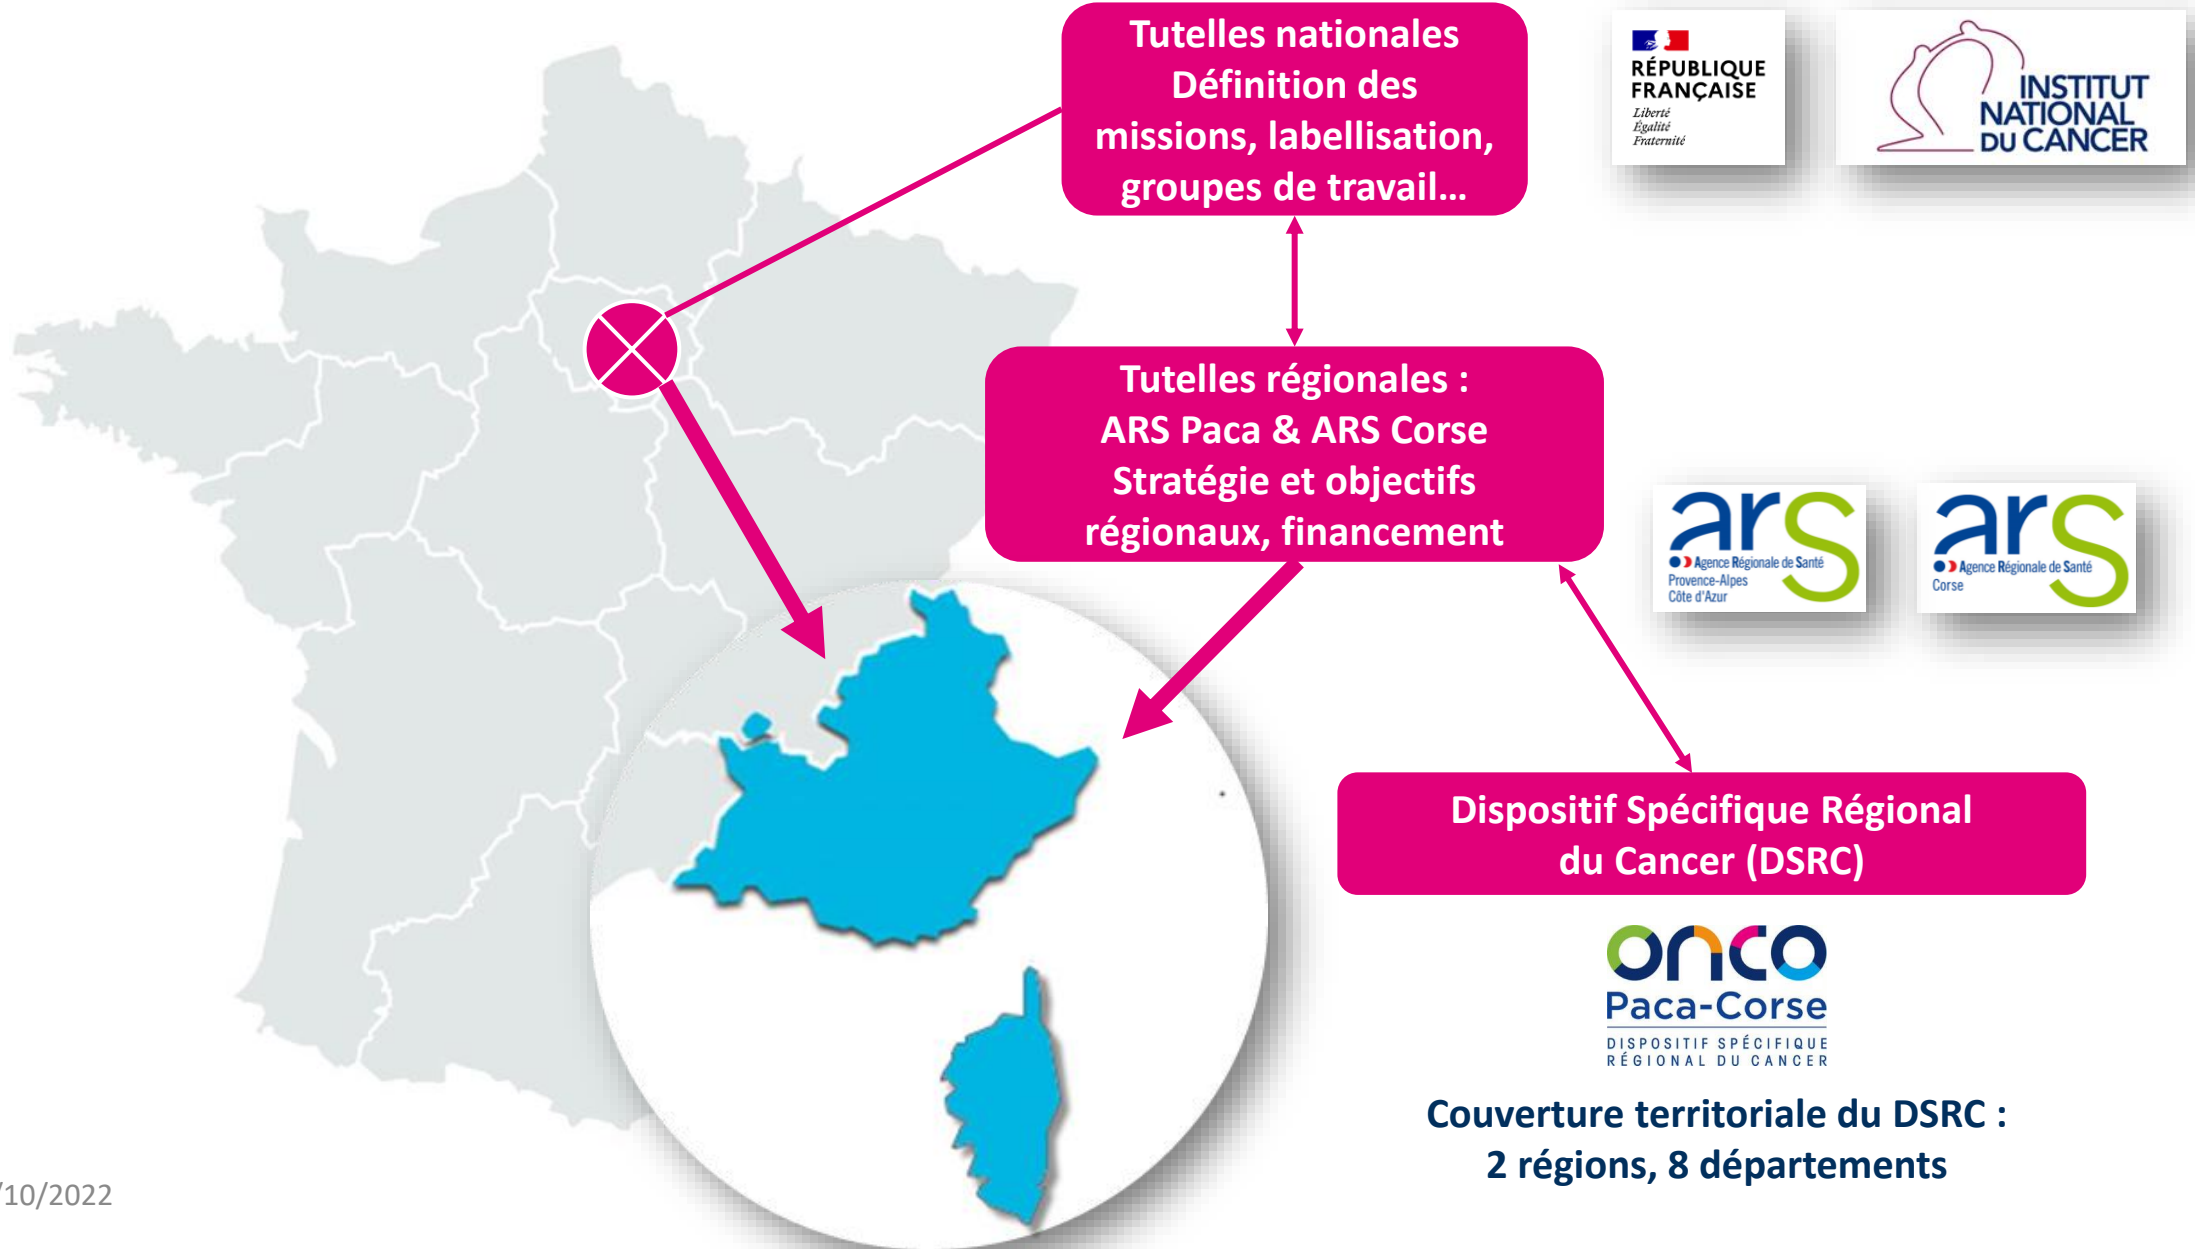 Tutelles nationales
Définition des
missions, labellisation,
groupes de travail...
RÉPUBLIQUE
FRANÇAISE
Liberté
Égalité
Fraternité
INSTITUT
NATIONAL
DU CANCER
Tutelles régionales :
ARS Paca & ARS Corse
Stratégie et objectifs
régionaux, financement
ars
Agence Régionale de Santé
Provence-Alpes
Côte d'Azur
ars
Agence Régionale de Santé
Corse
Dispositif Spécifique Régional
du Cancer (DSRC)
onco
Paca-Corse
DISPOSITIF SPÉCIFIQUE
RÉGIONAL DU CANCER
Couverture territoriale du DSRC :
2 régions, 8 départements
/10/2022